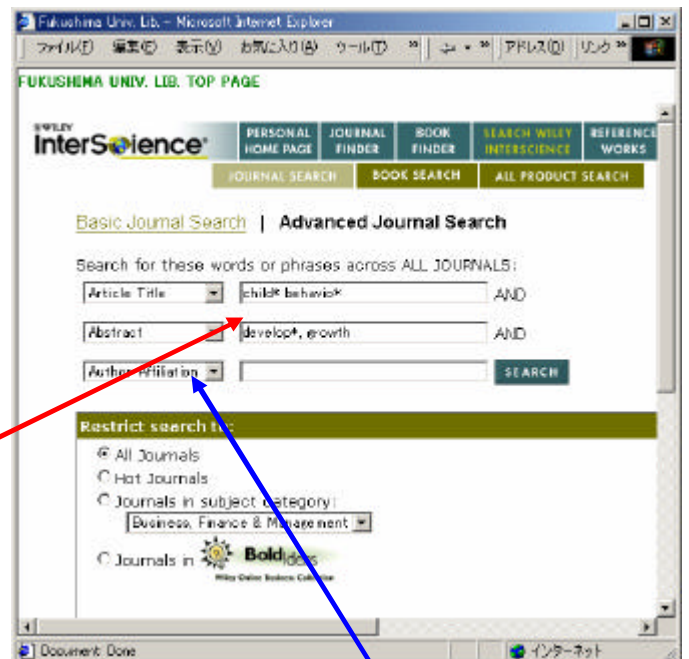 Fukushima Univ. Lib. - Microsoft Internet Explorer
ファイル(F) 編集(E) 表示(V) お気に入り(A) ツール(T) » アドレス(D) リンク »
FUKUSHIMA UNIV. LIB. TOP PAGE
WILEY
InterScience®
PERSONAL HOME PAGE
JOURNAL FINDER
BOOK FINDER
SEARCH WILEY INTERSCIENCE
REFERENCE WORKS
JOURNAL SEARCH BOOK SEARCH ALL PRODUCT SEARCH
Basic Journal Search | Advanced Journal Search
Search for these words or phrases across ALL JOURNALS:
Article Title child* behavio* AND
Abstract develop*, growth AND
Author Affiliation SEARCH
Restrict search to:
All Journals
Hot Journals
Journals in subject category:
Business, Finance & Management
Journals in BoldIdeas
Wiley Online Business Collection
Document: Done インターネット